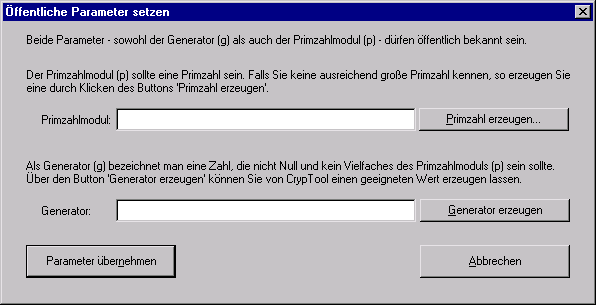 Öffentliche Parameter setzen
Beide Parameter - sowohl der Generator (g) als auch der Primzahlmodul (p) - dürfen öffentlich bekannt sein.
Der Primzahlmodul (p) sollte eine Primzahl sein. Falls Sie keine ausreichend große Primzahl kennen, so erzeugen Sie
eine durch Klicken des Buttons 'Primzahl erzeugen'.
Primzahlmodul: Primzahl erzeugen...
Als Generator (g) bezeichnet man eine Zahl, die nicht Null und kein Vielfaches des Primzahlmoduls (p) sein sollte.
Über den Button 'Generator erzeugen' können Sie von CrypTool einen geeigneten Wert erzeugen lassen.
Generator: Generator erzeugen
Parameter übernehmen Abbrechen